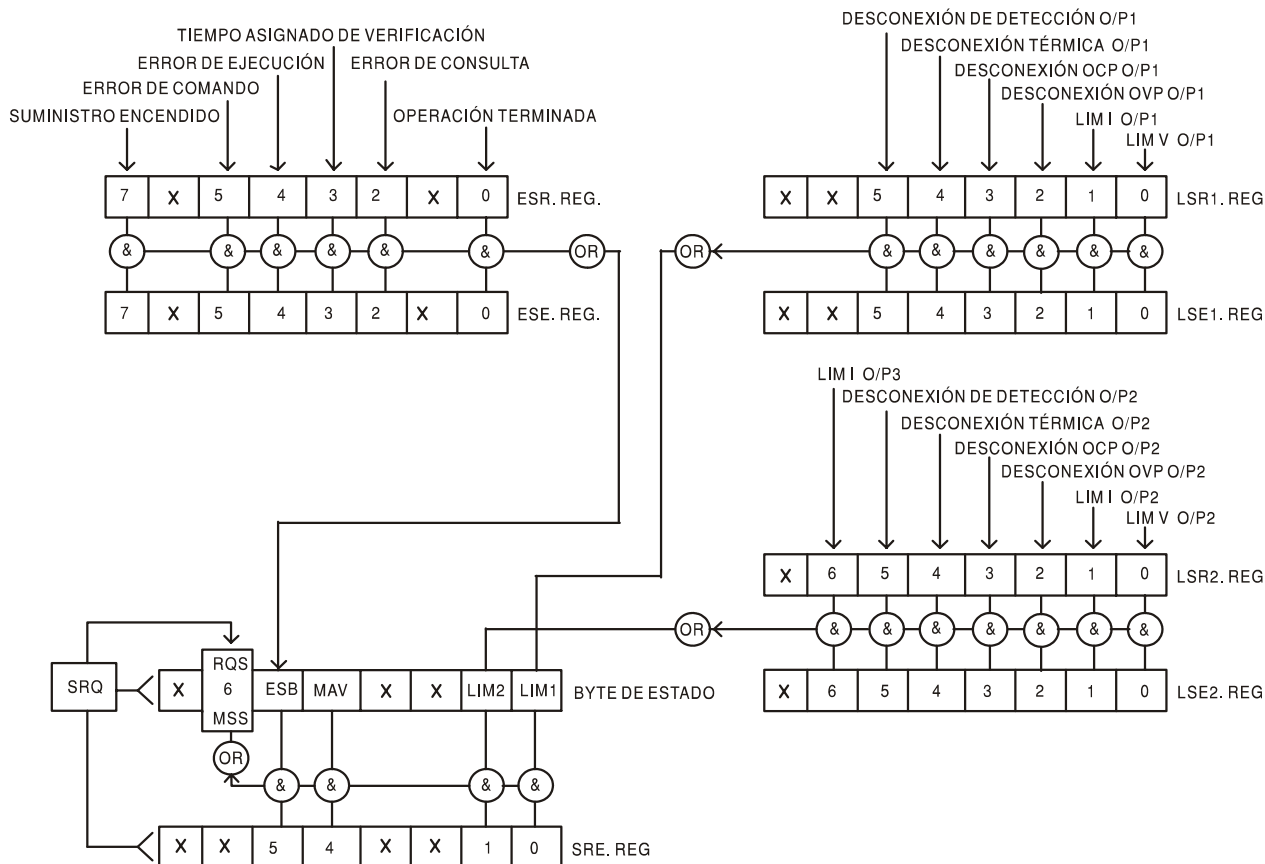 TIEMPO ASIGNADO DE VERIFICACIÓN
ERROR DE EJECUCIÓN
ERROR DE CONSULTA
ERROR DE COMANDO
SUMINISTRO ENCENDIDO
OPERACIÓN TERMINADA
7 X 5 4 3 2 X 0 ESR. REG.
& & & & & & OR
7 X 5 4 3 2 X 0 ESE. REG.
DESCONEXIÓN DE DETECCIÓN O/P1
DESCONEXIÓN TÉRMICA O/P1
DESCONEXIÓN OCP O/P1
DESCONEXIÓN OVP O/P1
LIM I O/P1
LIM V O/P1
X X 5 4 3 2 1 0 LSR1. REG
OR & & & & & &
X X 5 4 3 2 1 0 LSE1. REG
LIM I O/P3
DESCONEXIÓN DE DETECCIÓN O/P2
DESCONEXIÓN TÉRMICA O/P2
DESCONEXIÓN OCP O/P2
DESCONEXIÓN OVP O/P2
LIM I O/P2
LIM V O/P2
X 6 5 4 3 2 1 0 LSR2. REG
OR & & & & & & &
X 6 5 4 3 2 1 0 LSE2. REG
RQS
SRQ X 6 ESB MAV X X LIM2 LIM1 BYTE DE ESTADO
MSS
OR
& & & &
X X 5 4 X X 1 0 SRE. REG